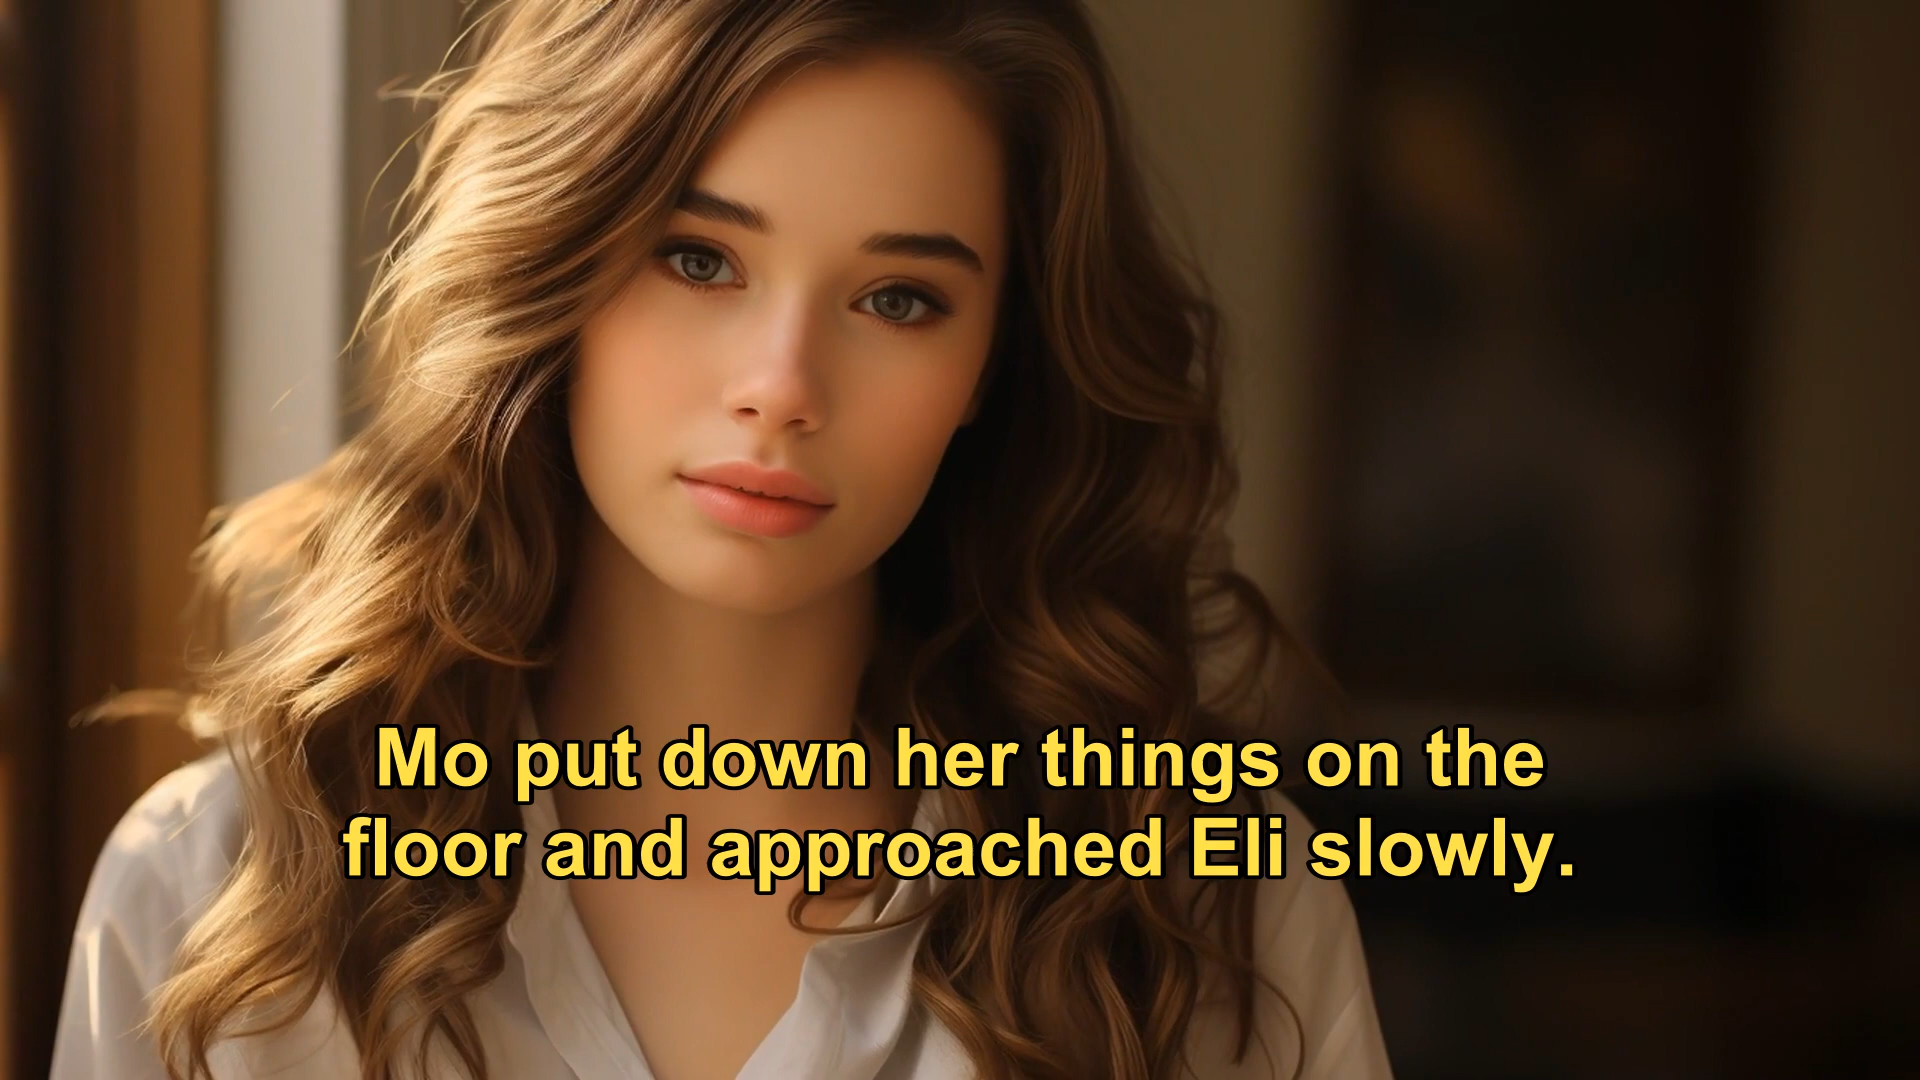 Mo put down her things on the
floor and approached Eli slowly.